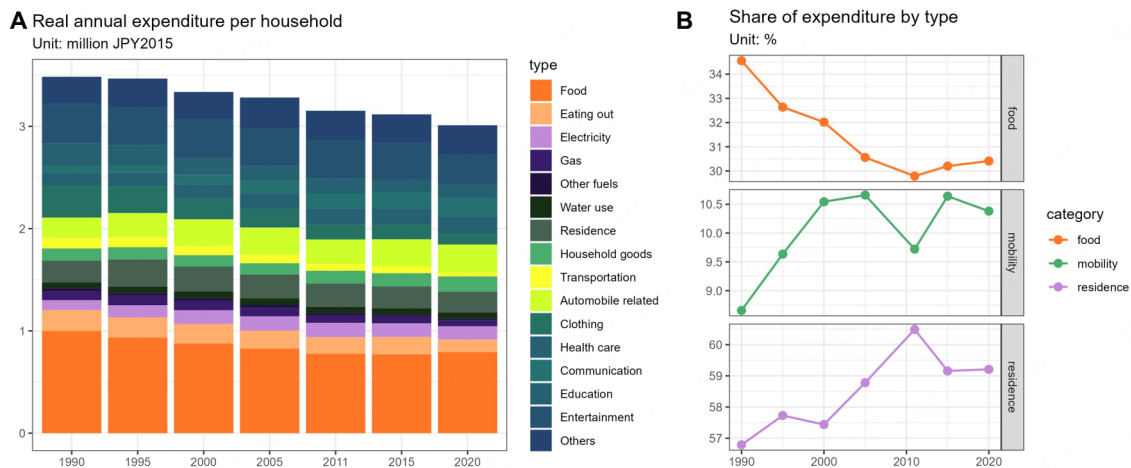 A Real annual expenditure per household
Unit: million JPY2015
3
2
1
0
1990 1995 2000 2005 2011 2015 2020
type
Food
Eating out
Electricity
Gas
Other fuels
Water use
Residence
Household goods
Transportation
Automobile related
Clothing
Health care
Communication
Education
Entertainment
Others
B Share of expenditure by type
Unit: %
34
33
32
31
30
food
10.5
10.0
9.5
9.0
mobility
60
59
58
57
residence
1990 2000 2010 2020
category
food
mobility
residence